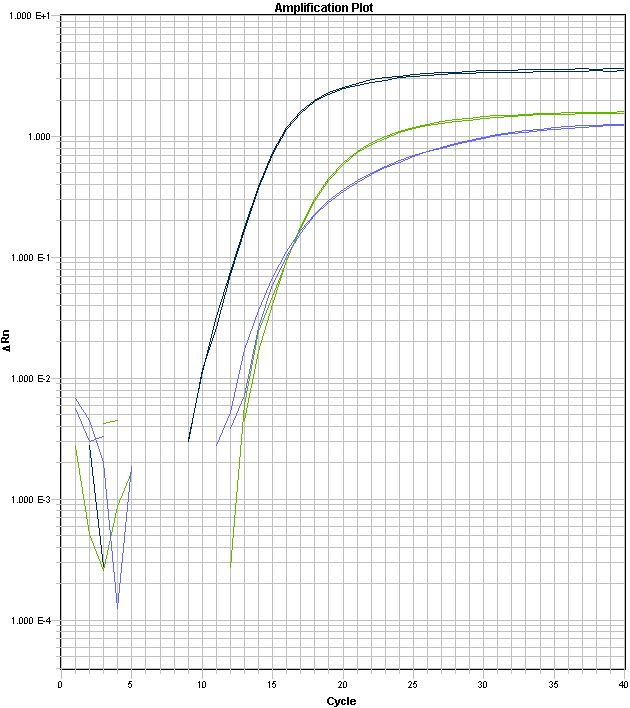 Amplification Plot
1.000 E+1
1.000
1.000 E-1
1.000 E-2
1.000 E-3
1.000 E-4
Δ Rn
0 5 10 15 20 25 30 35 40
Cycle